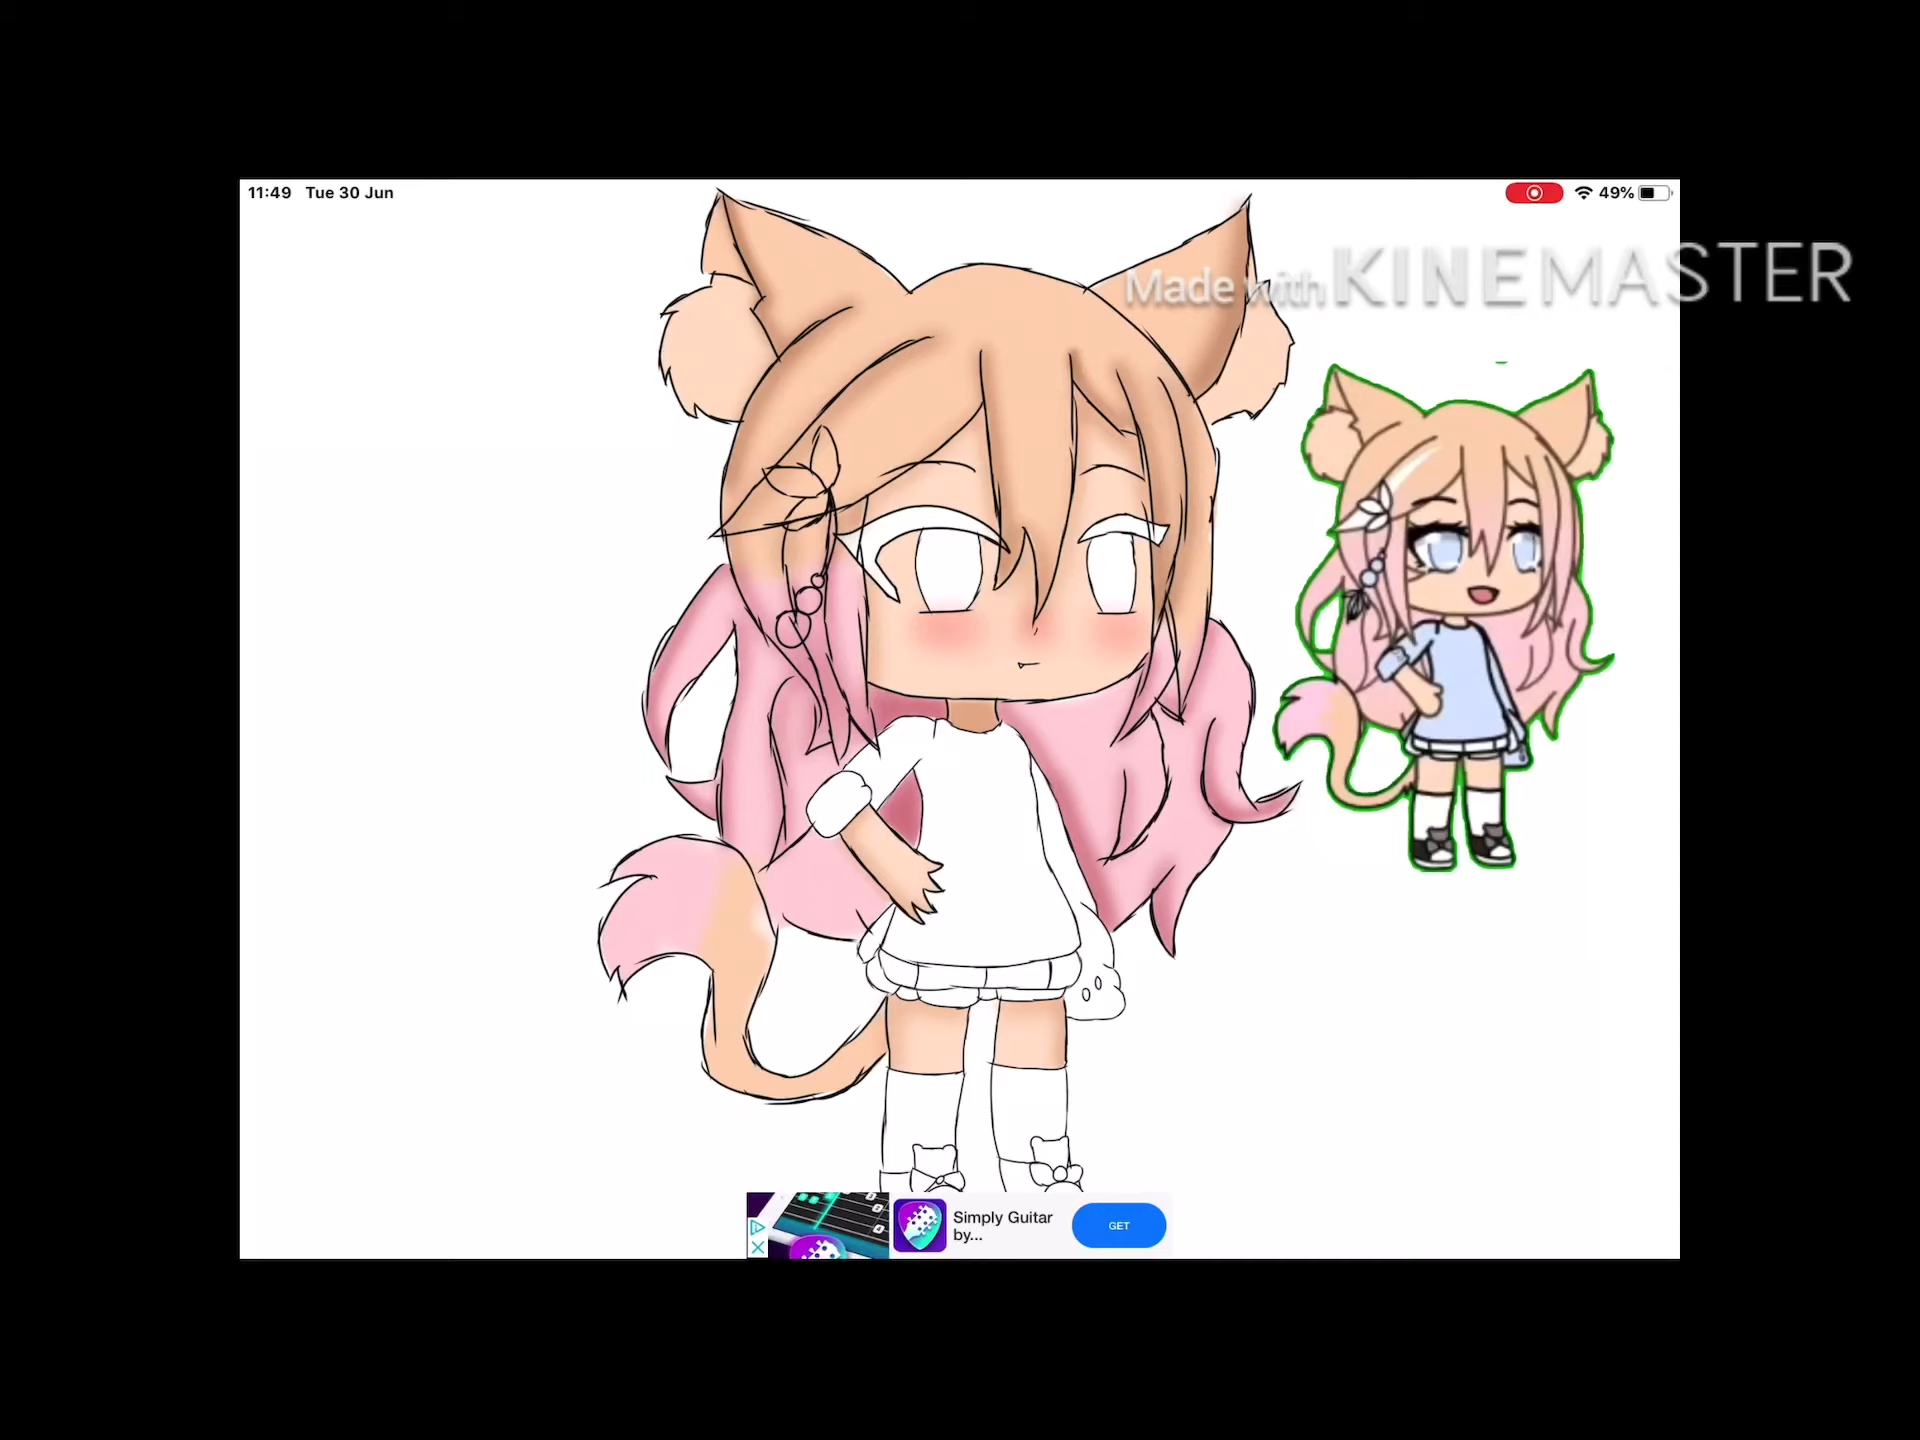 11:49 Tue 30 Jun
49%
Made with KINEMASTER
Simply Guitar
by...
GET